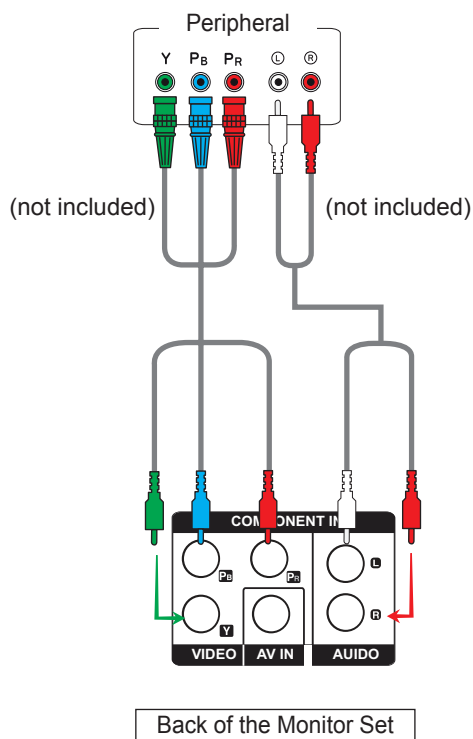 Peripheral
Y PB PR L R
(not included) (not included)
COMPONENT IN
PB PR L
Y R
VIDEO AV IN AUIDO
Back of the Monitor Set